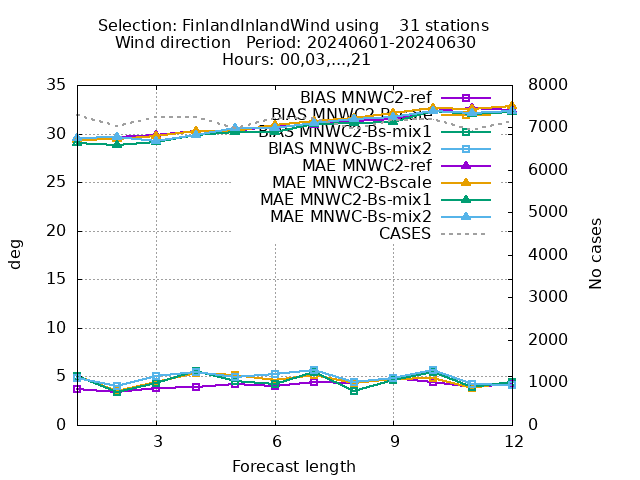 Selection: FinlandInlandWind using    31 stations
Wind direction   Period: 20240601-20240630
Hours: 00,03,...,21
35
30
25
20
15
10
5
0
deg
8000
7000
6000
5000
4000
3000
2000
1000
0
No cases
BIAS MNWC2-ref
BIAS MNWC2-Bscale
BIAS MNWC2-Bs-mix1
BIAS MNWC-Bs-mix2
MAE MNWC2-ref
MAE MNWC2-Bscale
MAE MNWC2-Bs-mix1
MAE MNWC-Bs-mix2
CASES
3 6 9 12
Forecast length